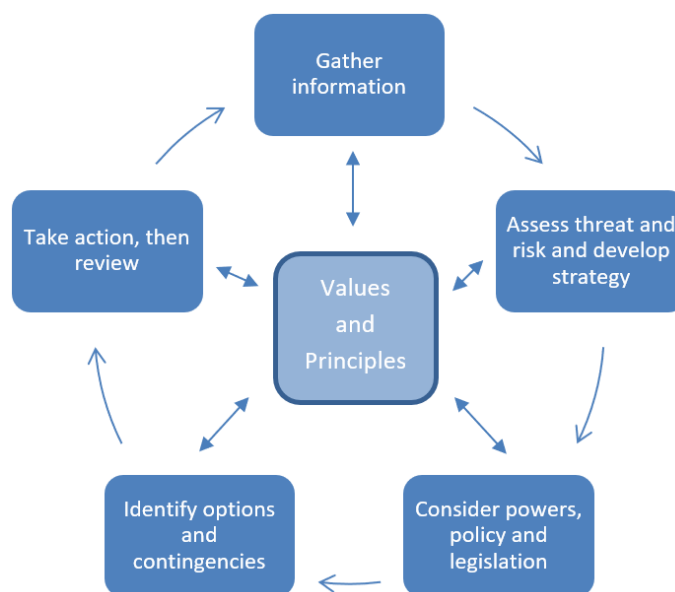 Gather
information
Assess threat and
risk and develop
strategy
Consider powers,
policy and
legislation
Identify options
and
contingencies
Take action, then
review
Values
and
Principles